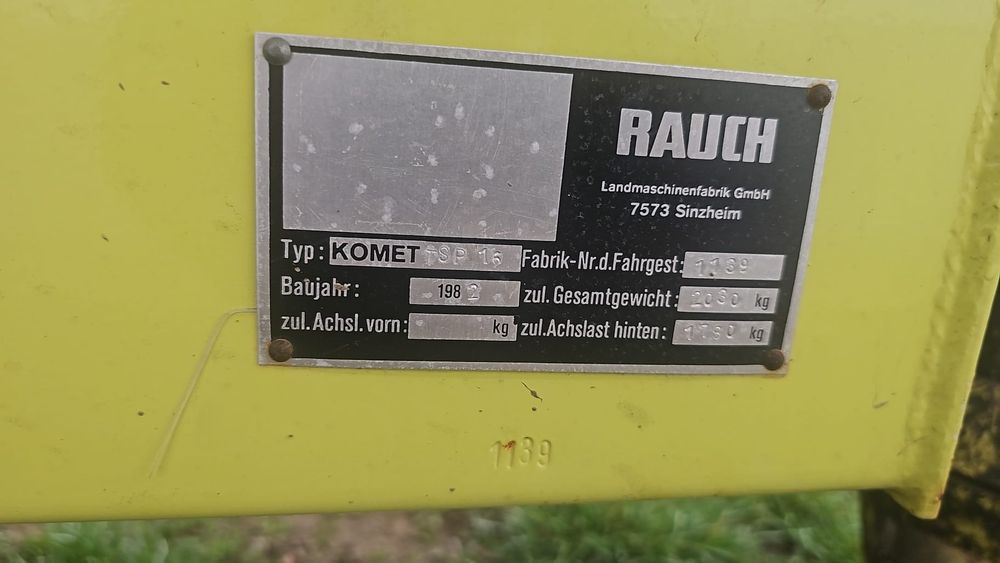 RAUCH
Landmaschinenfabrik GmbH
7573 Sinzheim
Typ: KOMET TSP 16 Fabrik-Nr.d.Fahrgest: 1139
Baujahr: 1982 zul. Gesamtgewicht: kg
zul.Achsl.vorn: kg zul.Achslast hinten: kg
1139